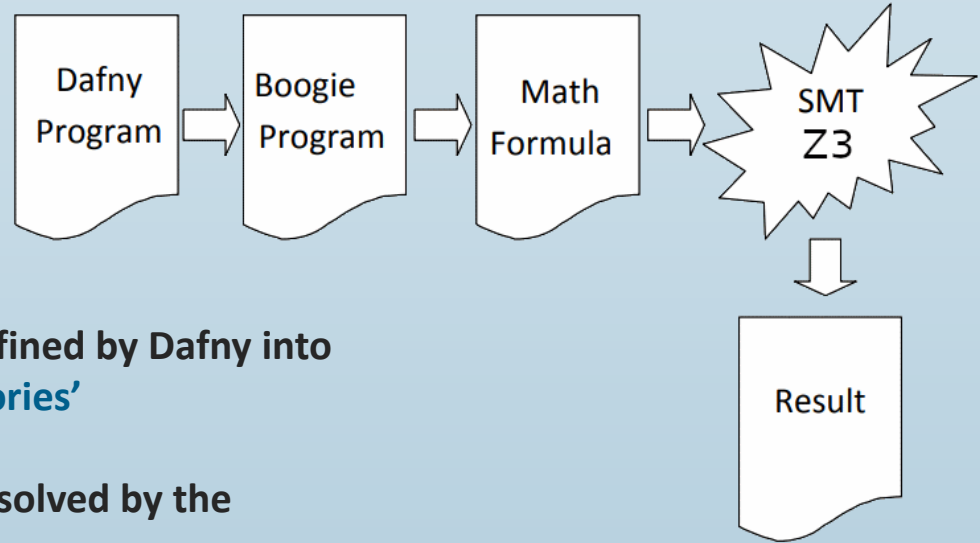 Dafny
Program
Boogie
Program
Math
Formula
SMT
Z3
fined by Dafny into
ories’
solved by the
Result